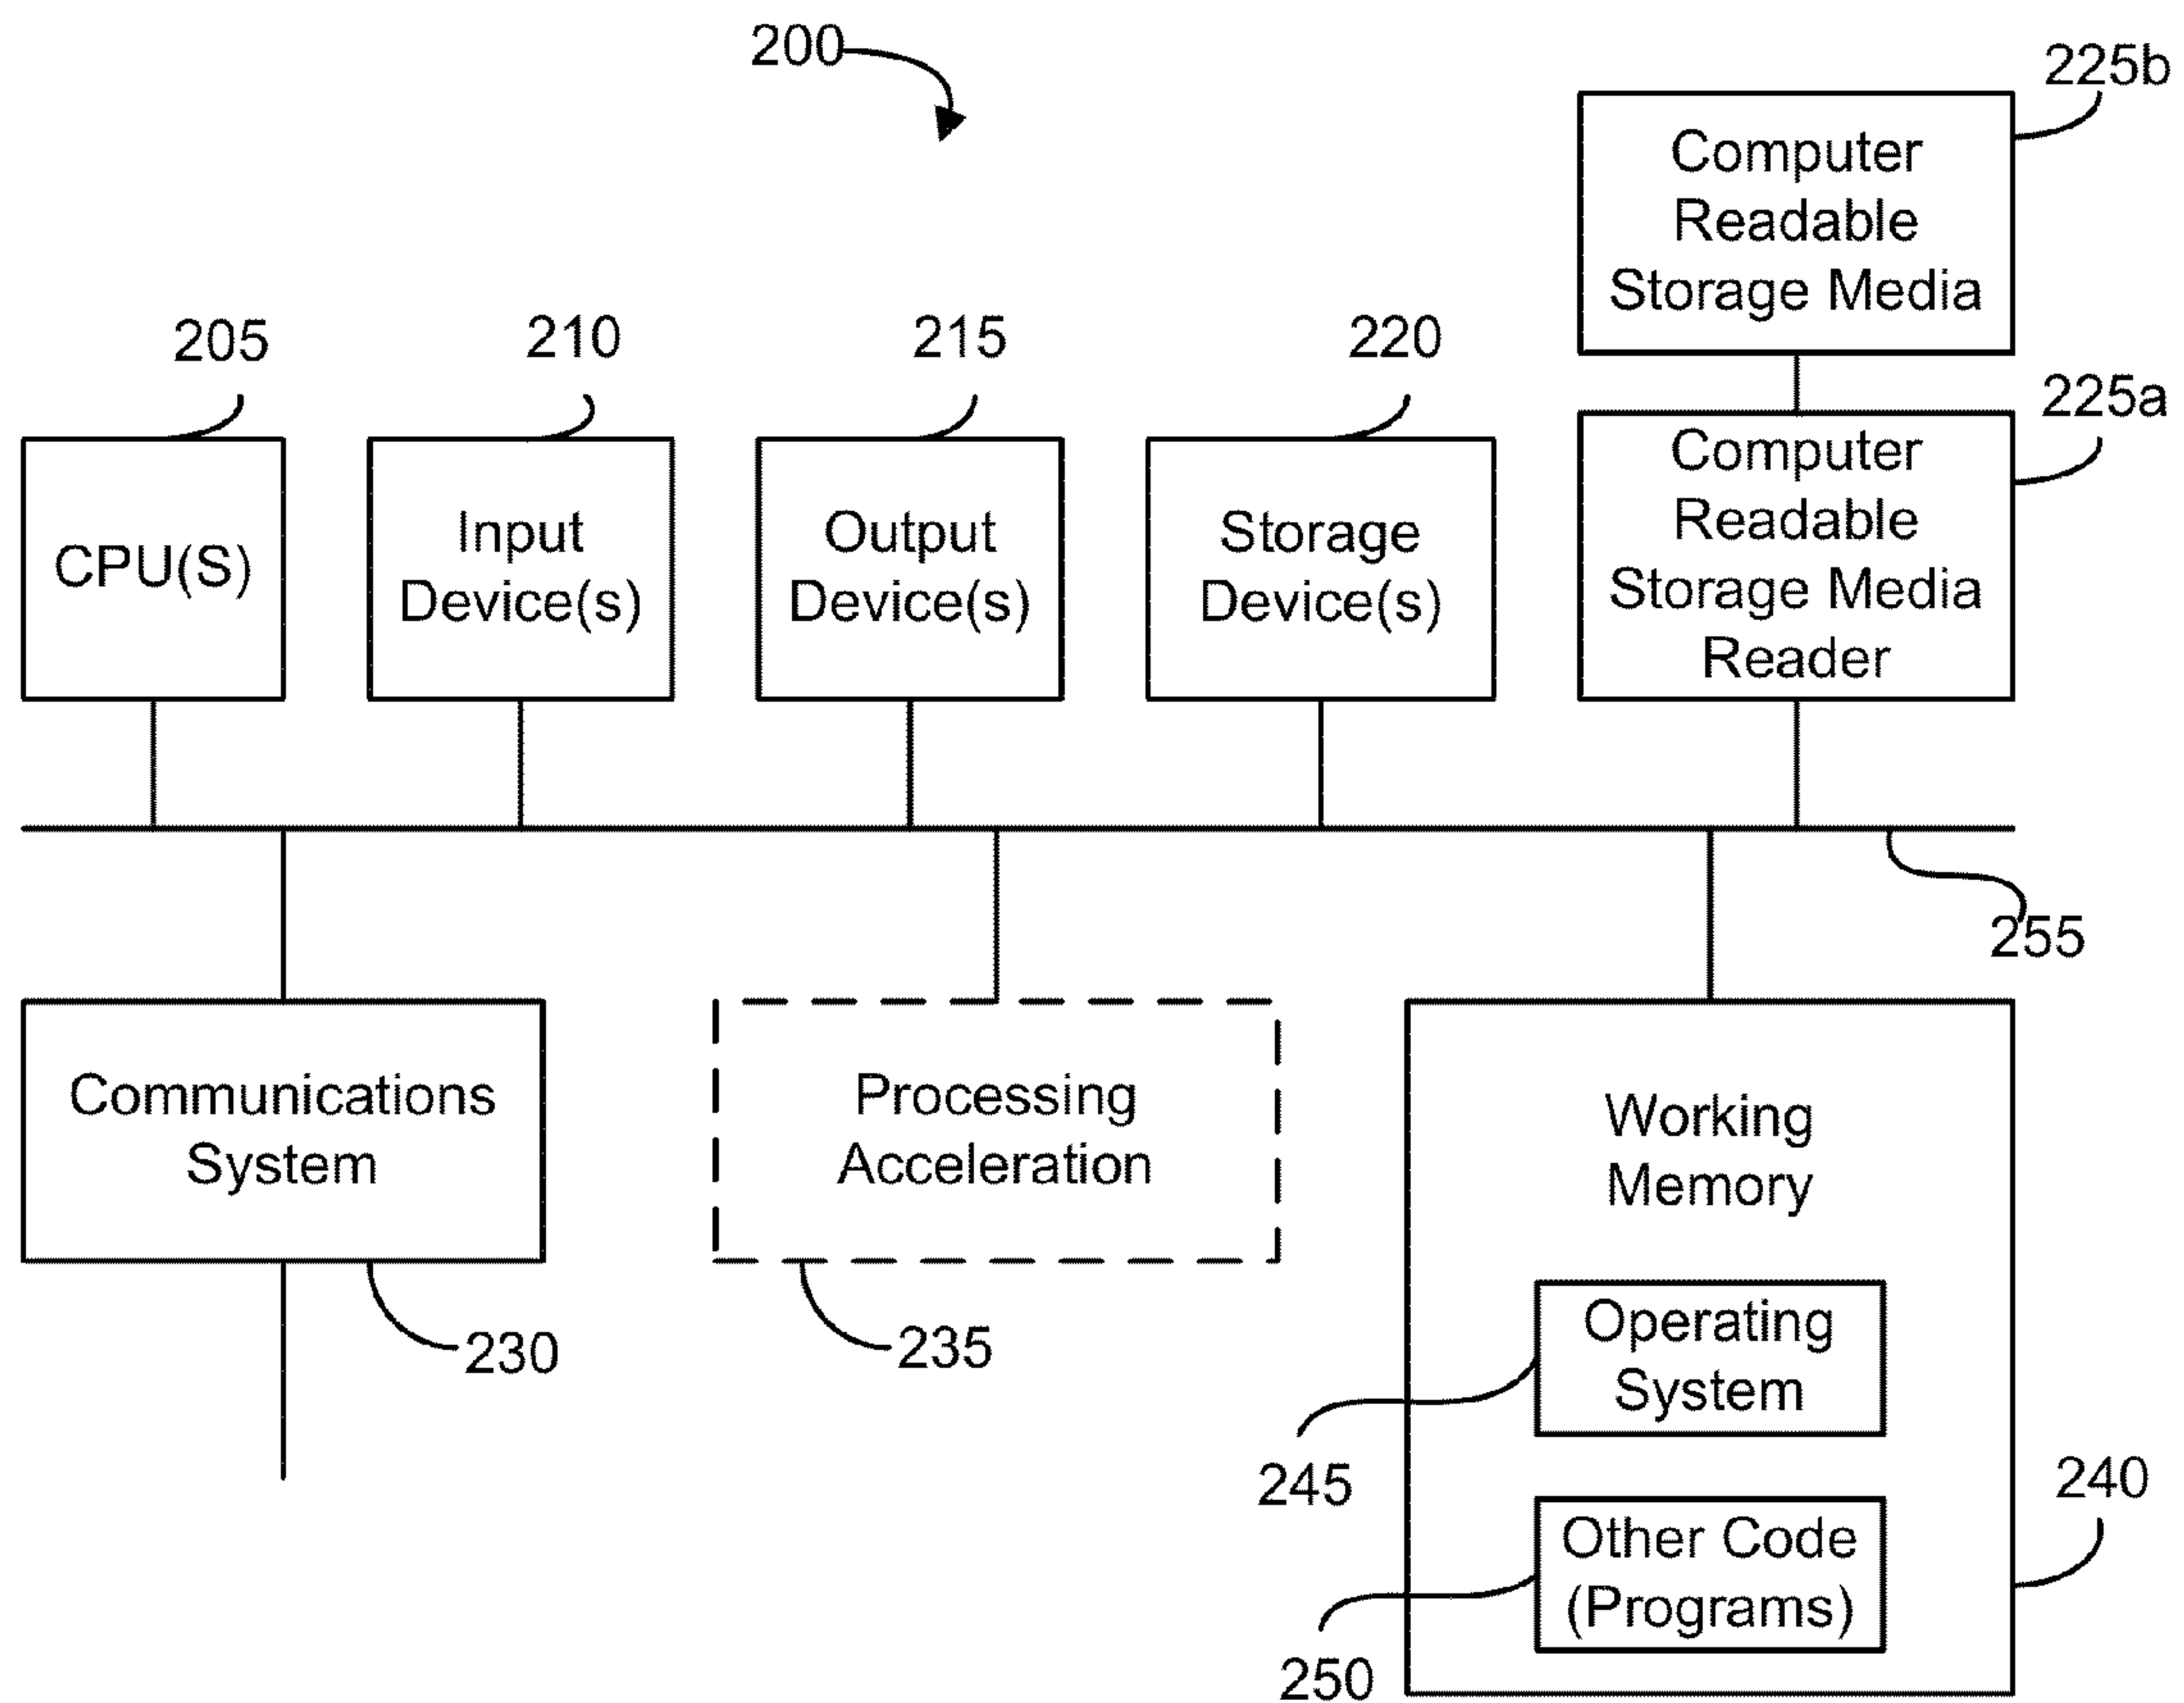 200
225b
Computer
Readable
Storage Media
205
210
215
220
225a
CPU(S)
Input
Device(s)
Output
Device(s)
Storage
Device(s)
Computer
Readable
Storage Media
Reader
255
Communications
System
230
Processing
Acceleration
235
Working
Memory
Operating
System
245
Other Code
(Programs)
250
240